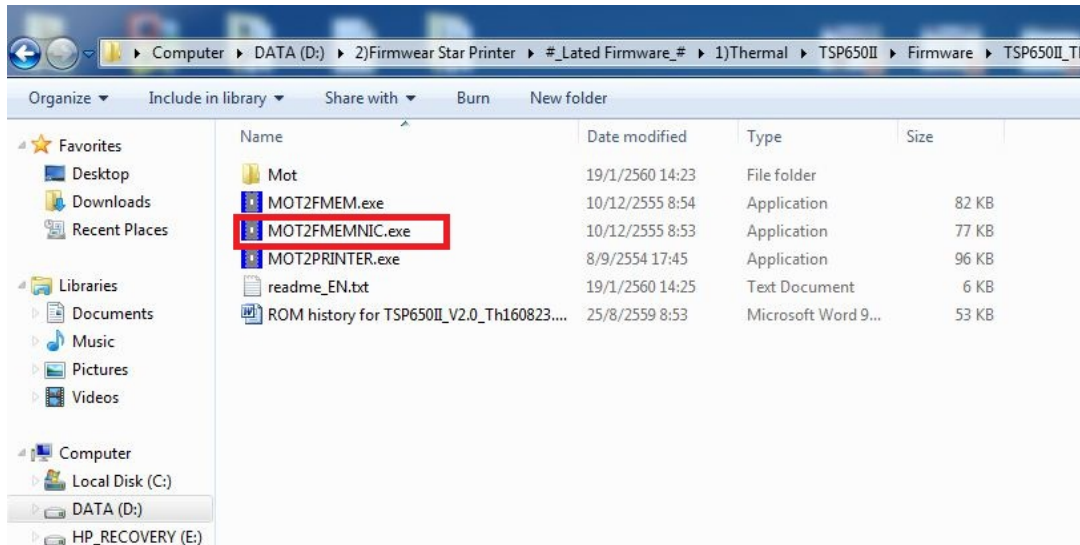 Computer ▸ DATA (D:) ▸ 2)Firmwear Star Printer ▸ #_Lated Firmware_# ▸ 1)Thermal ▸ TSP650II ▸ Firmware ▸ TSP650II_T
Organize Include in library Share with Burn New folder
Name Date modified Type Size
Favorites
Desktop
Downloads
Recent Places
Libraries
Documents
Music
Pictures
Videos
Computer
Local Disk (C:)
DATA (D:)
HP_RECOVERY (E:)
Mot 19/1/2560 14:23 File folder
MOT2FMEM.exe 10/12/2555 8:54 Application 82 KB
MOT2FMEMNIC.exe 10/12/2555 8:53 Application 77 KB
MOT2PRINTER.exe 8/9/2554 17:45 Application 96 KB
readme_EN.txt 19/1/2560 14:25 Text Document 6 KB
ROM history for TSP650II_V2.0_Th160823.... 25/8/2559 8:53 Microsoft Word 9... 53 KB